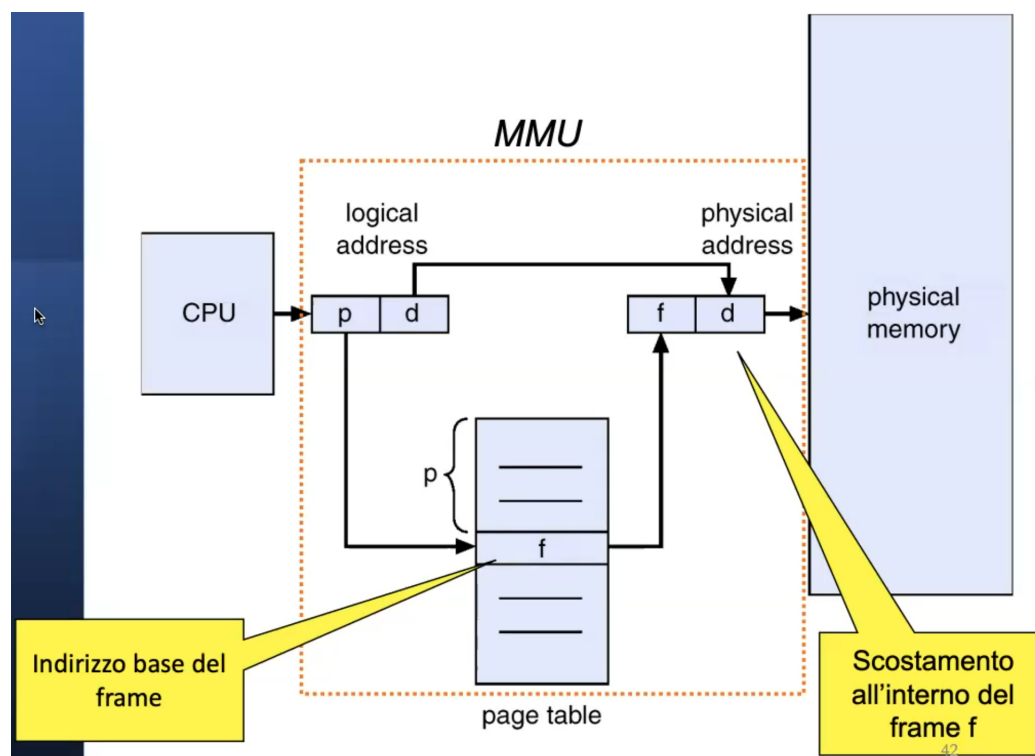 MMU
logical
address
physical
address
CPU
p d
f d
physical
memory
p
f
Indirizzo base del
frame
page table
Scostamento
all'interno del
frame f
42